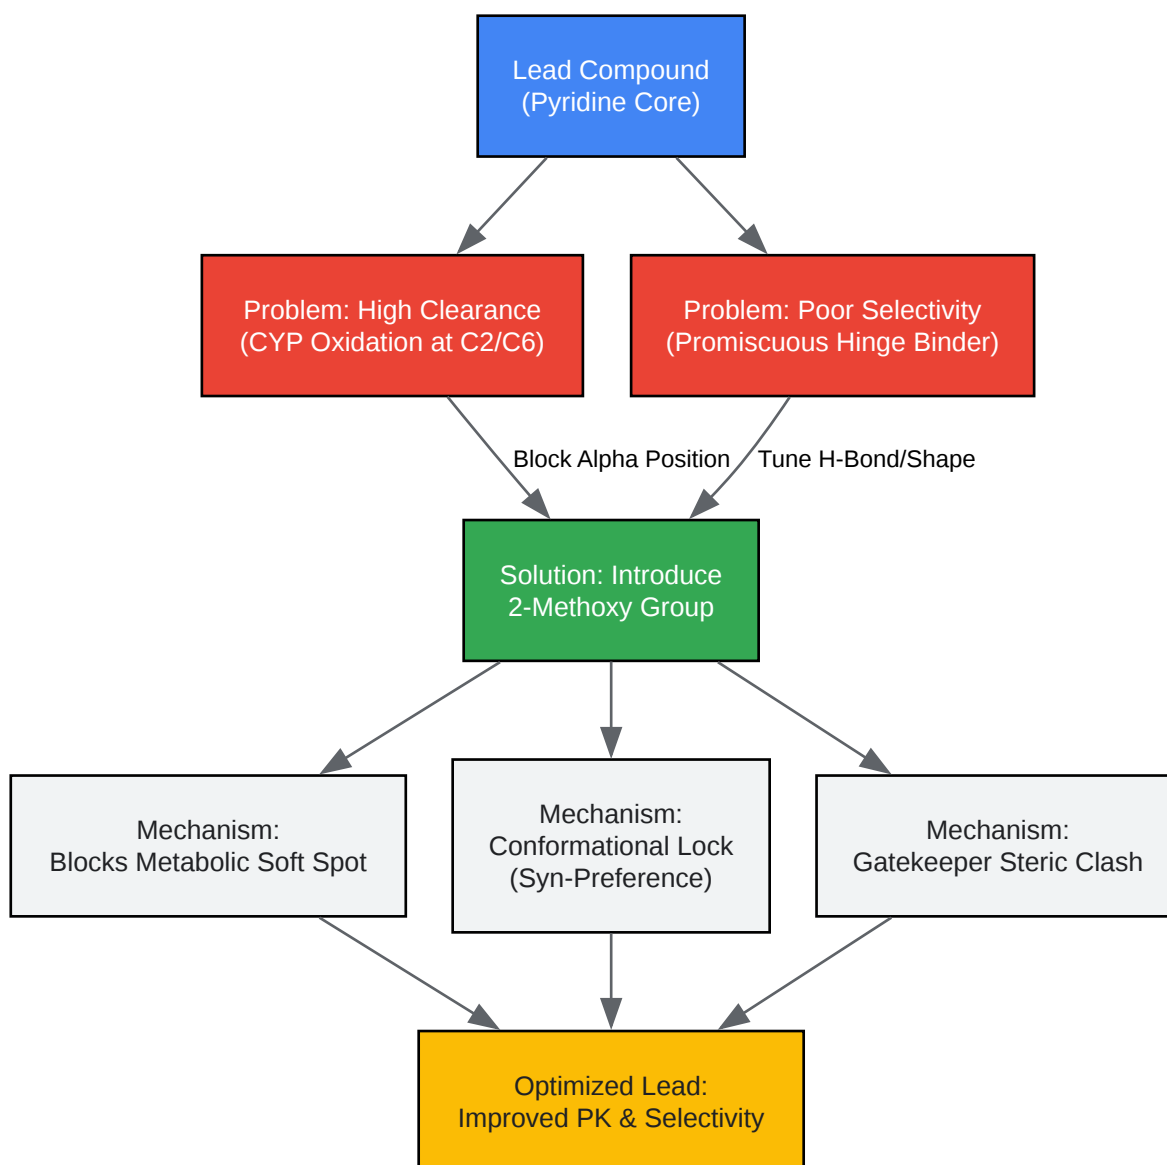 Lead Compound
(Pyridine Core)
Problem: High Clearance
(CYP Oxidation at C2/C6)
Problem: Poor Selectivity
(Promiscuous Hinge Binder)
Block Alpha Position
Tune H-Bond/Shape
Solution: Introduce
2-Methoxy Group
Mechanism:
Blocks Metabolic Soft Spot
Mechanism:
Conformational Lock
(Syn-Preference)
Mechanism:
Gatekeeper Steric Clash
Optimized Lead:
Improved PK & Selectivity